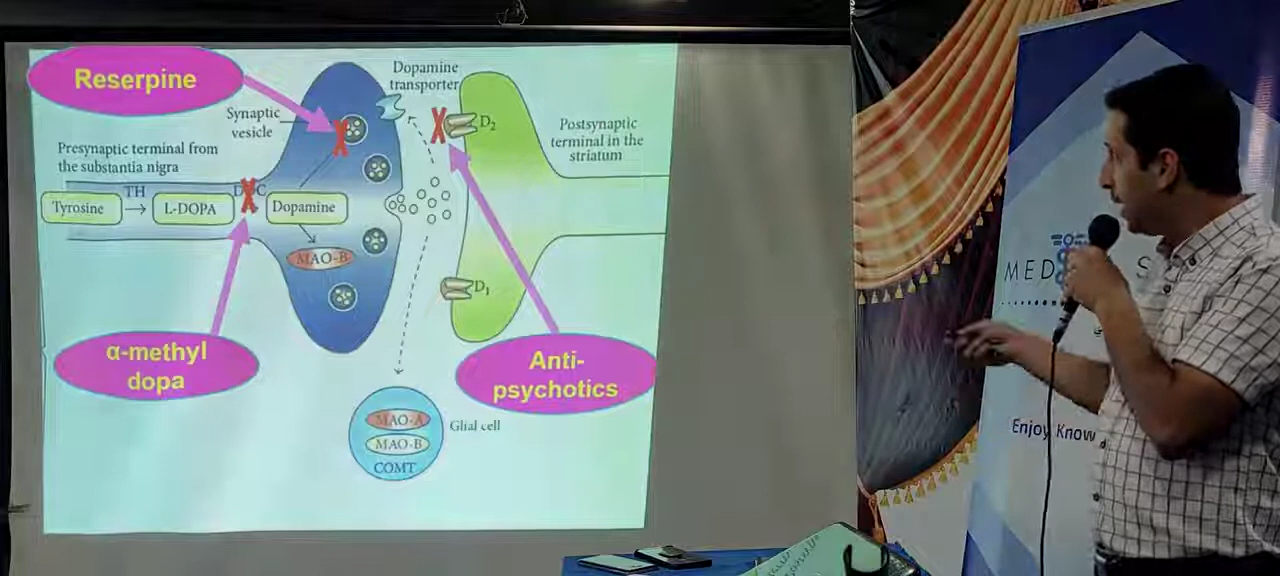 Reserpine
Dopamine
transporter
Synaptic
vesicle
D2
Postsynaptic
terminal in the
striatum
Presynaptic terminal from
the substantia nigra
TH
Tyrosine
L-DOPA
Dopamine
MAO-B
D1
α-methyl
dopa
Anti-
psychotics
MAO-A
MAO-B
COMT
Glial cell
MED
S
Enjoy Know